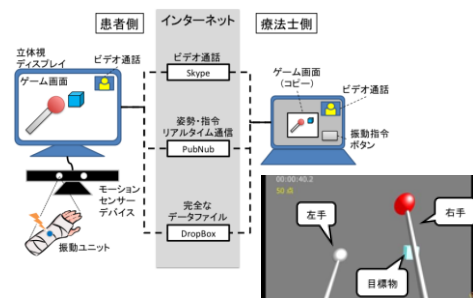 患者側
インターネット
療法士側
立体視
ディスプレイ
ゲーム画面
ビデオ通話
ビデオ通話
Skype
姿勢・指令
リアルタイム通信
PubNub
完全な
データファイル
DropBox
モーション
センサー
デバイス
振動ユニット
ゲーム画面
(コピー)
ビデオ通話
振動指令
ボタン
00:00:40.2
50 点
左手
右手
目標物